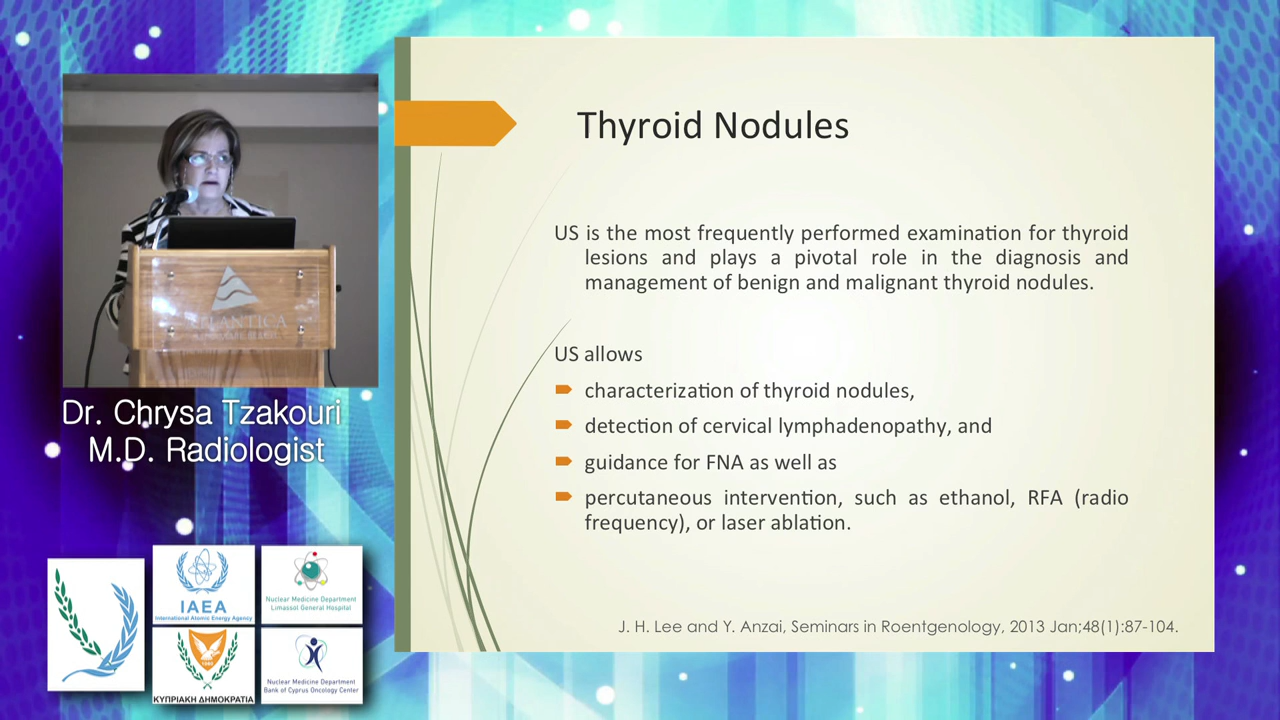 Thyroid Nodules
US is the most frequently performed examination for thyroid
lesions and plays a pivotal role in the diagnosis and
management of benign and malignant thyroid nodules.
US allows
characterization of thyroid nodules,
detection of cervical lymphadenopathy, and
guidance for FNA as well as
percutaneous intervention, such as ethanol, RFA (radio
frequency), or laser ablation.
J. H. Lee and Y. Anzai, Seminars in Roentgenology, 2013 Jan;48(1):87-104.
Dr. Chrysa Tzakouri
M.D. Radiologist
IAEA
International Atomic Energy Agency
Nuclear Medicine Department
Limassol General Hospital
ΚΥΠΡΙΑΚΗ ΔΗΜΟΚΡΑΤΙΑ
Nuclear Medicine Department
Bank of Cyprus Oncology Center